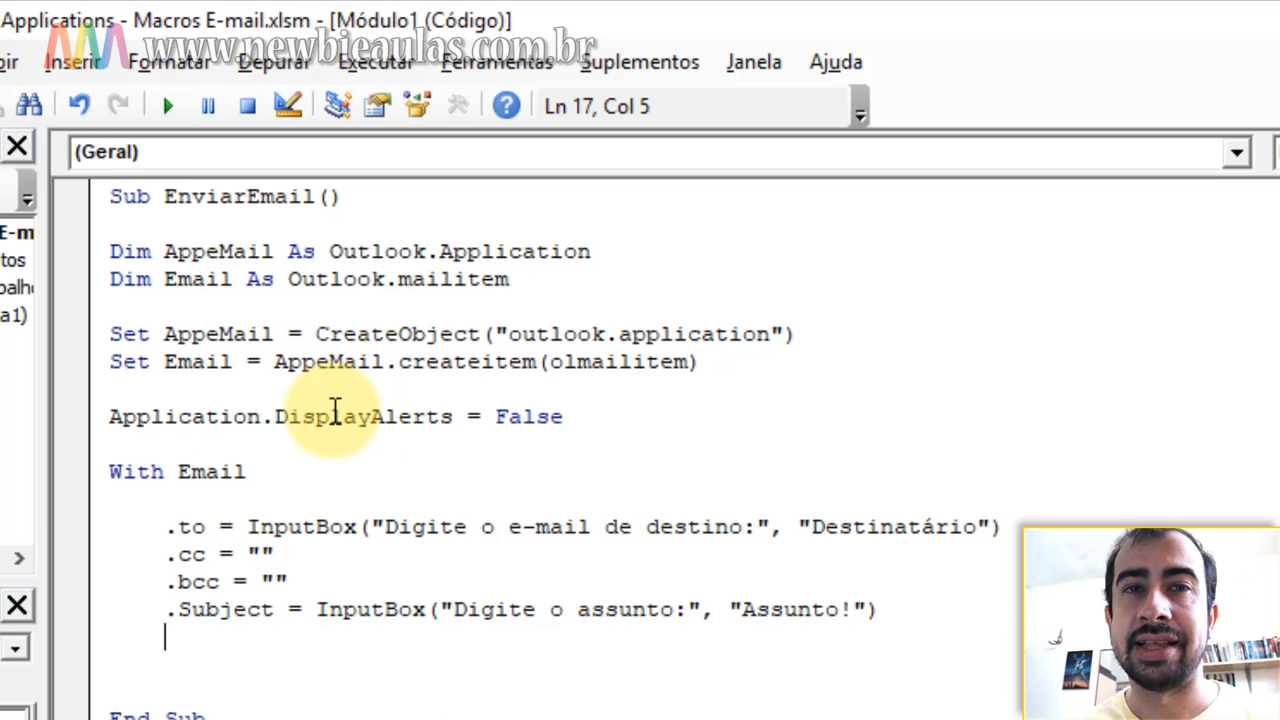 Applications - Macros E-mail.xlsm - [Módulo1 (Código)]
www.newbieaulas.com.br
Inserir Formatar Depurar Executar Ferramentas Suplementos Janela Ajuda
Ln 17, Col 5
(Geral)
Sub EnviarEmail()
Dim AppeMail As Outlook.Application
Dim Email As Outlook.mailitem
Set AppeMail = CreateObject("outlook.application")
Set Email = AppeMail.createitem(olmailitem)
Application.DisplayAlerts = False
With Email
.to = InputBox("Digite o e-mail de destino:", "Destinatário")
.cc = ""
.bcc = ""
.Subject = InputBox("Digite o assunto:", "Assunto!")
End Sub
E-m
tos
balh
a1)